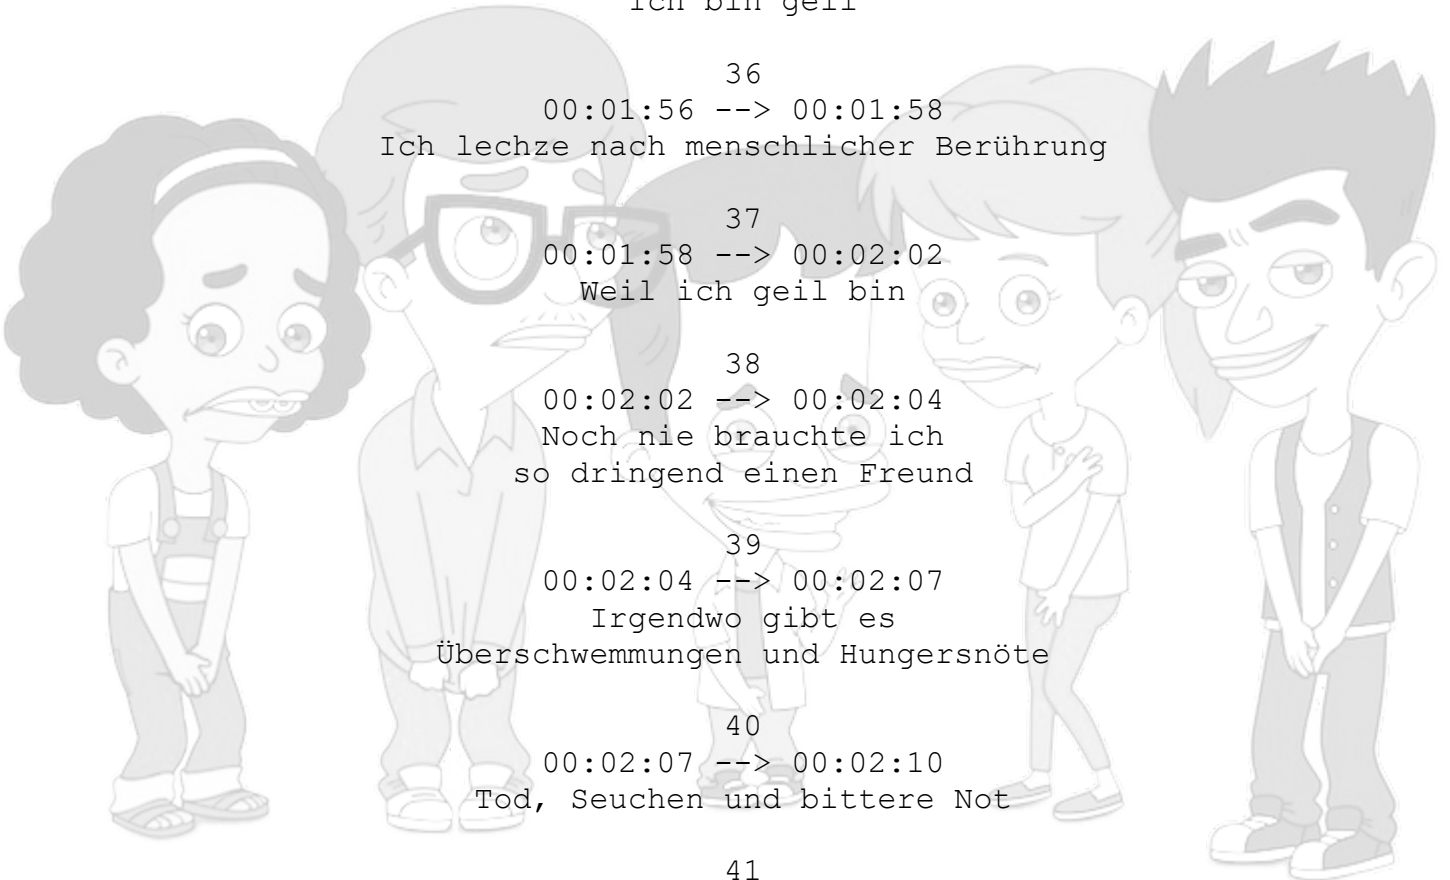 Ich bin geil
36
00:01:56 --> 00:01:58
Ich lechze nach menschlicher Berührung
37
00:01:58 --> 00:02:02
Weil ich geil bin
38
00:02:02 --> 00:02:04
Noch nie brauchte ich
so dringend einen Freund
39
00:02:04 --> 00:02:07
Irgendwo gibt es
Überschwemmungen und Hungersnöte
40
00:02:07 --> 00:02:10
Tod, Seuchen und bittere Not
41